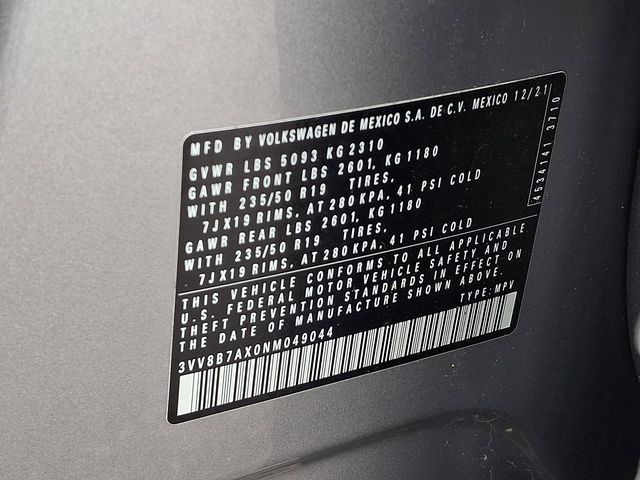 MFD BY VOLKSWAGEN DE MEXICO S.A. DE C.V. MEXICO 12/21
GVWR LBS 5093 KG 2310
GAWR FRONT LBS 2601, KG 1180
WITH 235/50 R19 TIRES,
7JX19 RIMS, AT 280 KPA, 41 PSI COLD
GAWR REAR LBS 2601, KG 1180
WITH 235/50 R19 TIRES,
7JX19 RIMS, AT 280 KPA, 41 PSI COLD
THIS VEHICLE CONFORMS TO ALL APPLICABLE
U.S. FEDERAL MOTOR VEHICLE SAFETY AND
THEFT PREVENTION STANDARDS IN EFFECT ON
THE DATE OF MANUFACTURE SHOWN ABOVE.
3VV8B7AX0NM049044 TYPE: MPV
4534141 3710